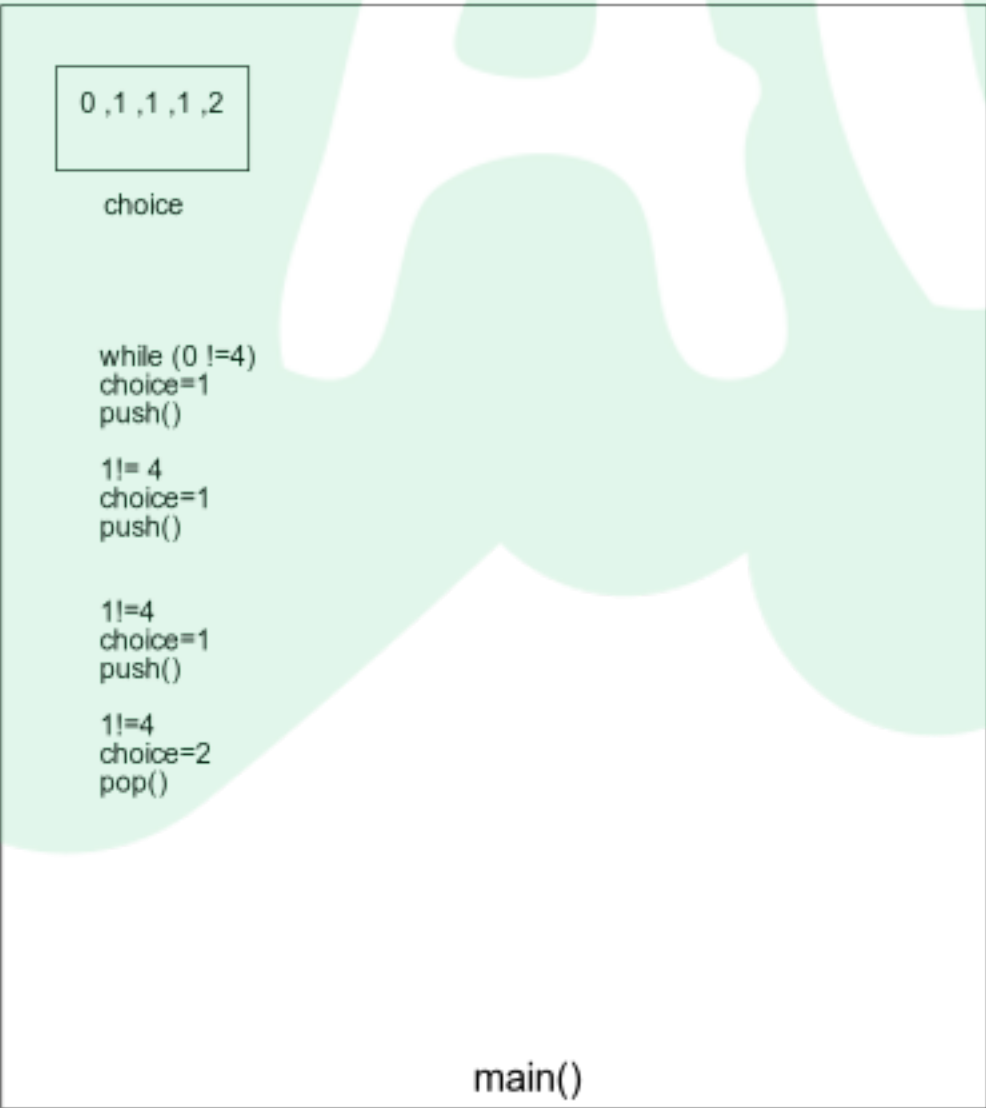 0 ,1 ,1 ,1 ,2
choice
while (0 !=4)
choice=1
push()
1!= 4
choice=1
push()
1!=4
choice=1
push()
1!=4
choice=2
pop()
main()